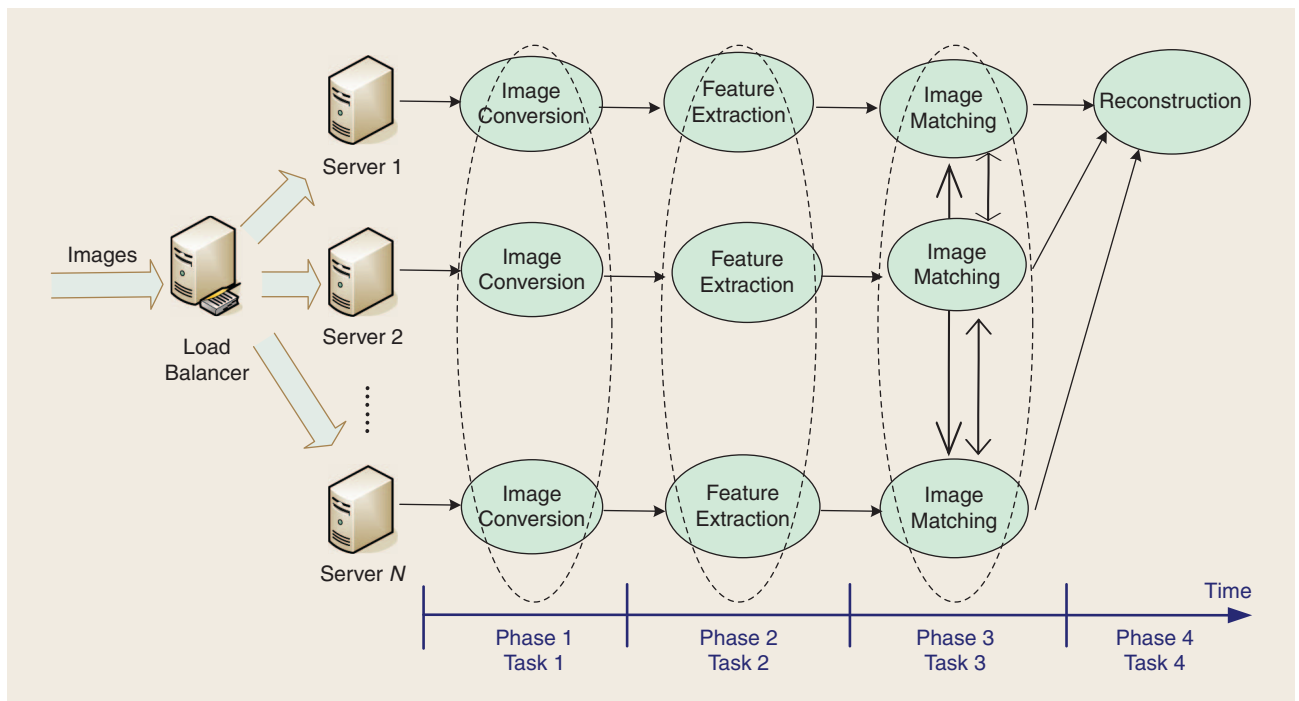 Image
Conversion
Feature
Extraction
Image
Matching
Reconstruction
Server 1
Images
Load
Balancer
Server 2
Image
Conversion
Feature
Extraction
Image
Matching
Server N
Image
Conversion
Feature
Extraction
Image
Matching
Time
Phase 1
Task 1
Phase 2
Task 2
Phase 3
Task 3
Phase 4
Task 4